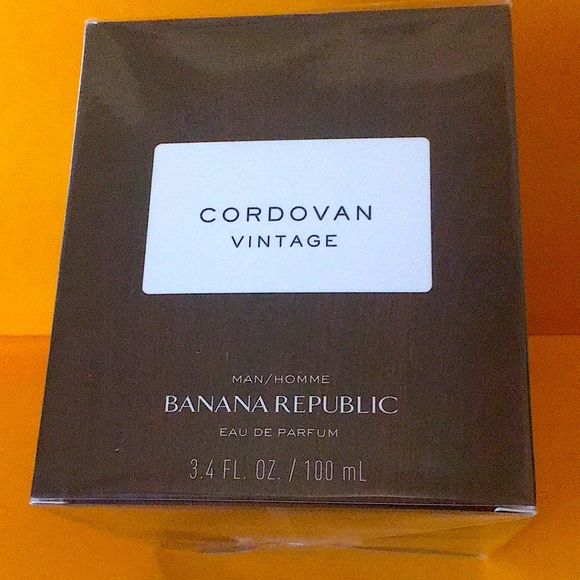 CORDOVAN
VINTAGE
MAN/HOMME
BANANA REPUBLIC
EAU DE PARFUM
3.4 FL. OZ. / 100 mL